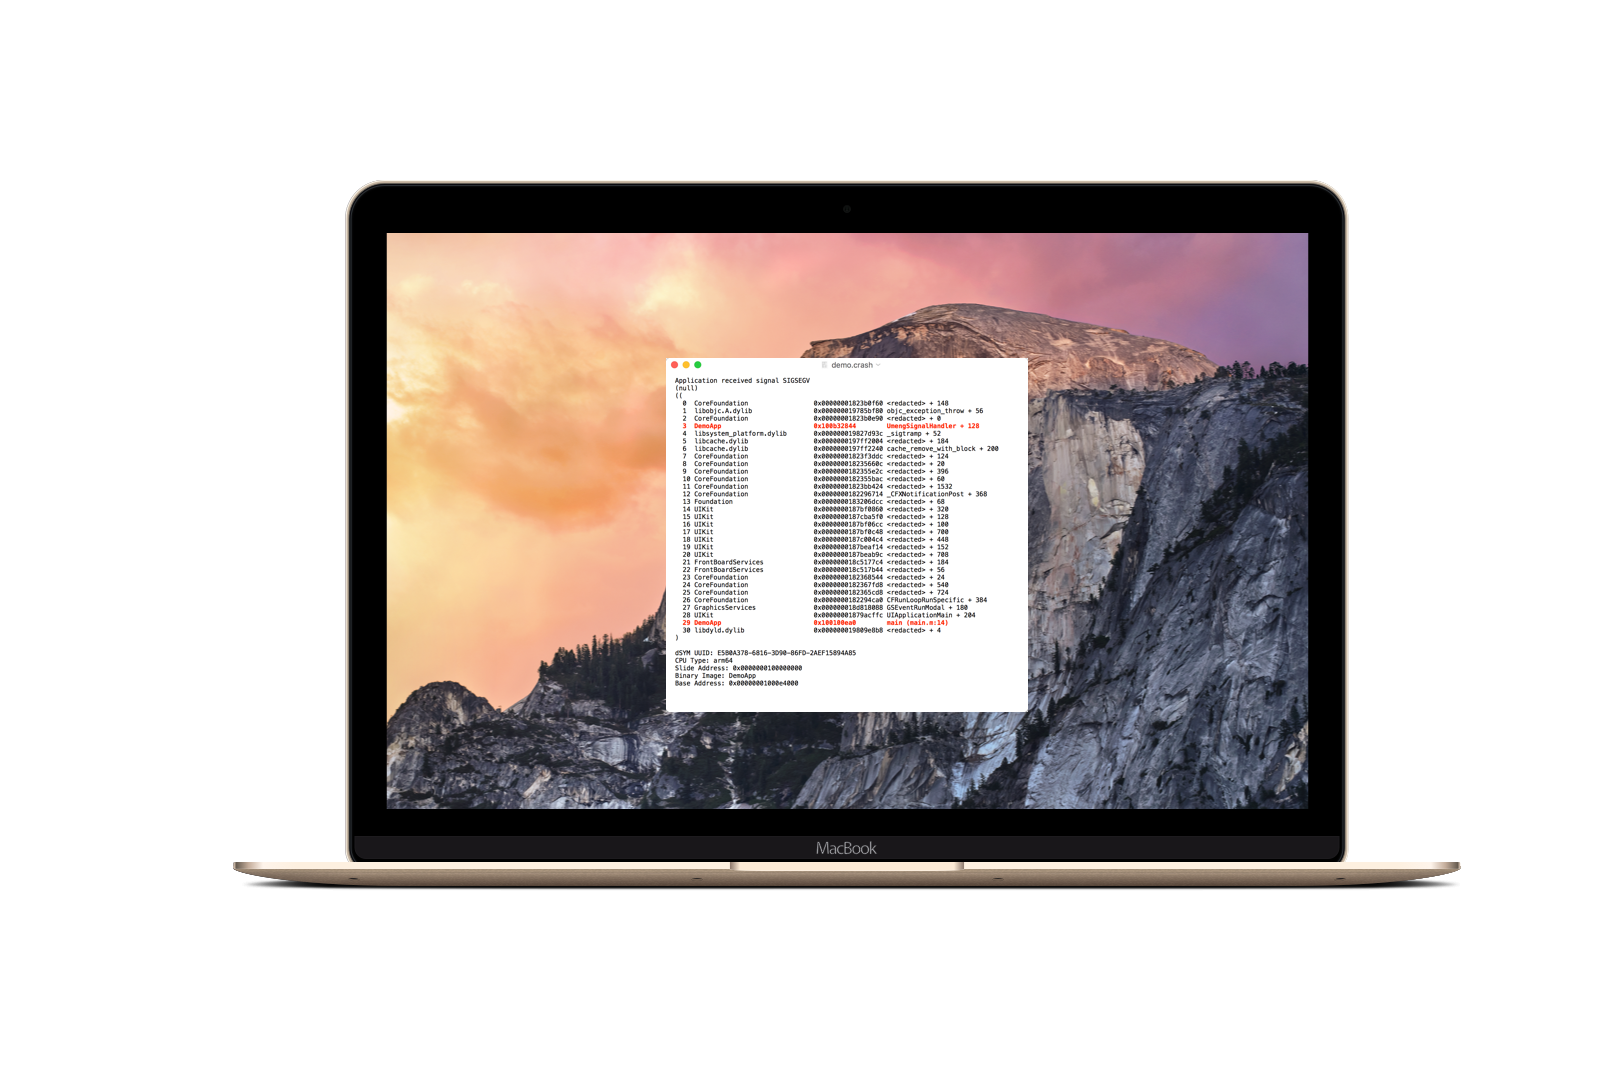 demo.crash
Application received signal SIGSEGV
(null)
((
0 CoreFoundation 0x00000001823b0f60 <redacted> + 148
1 libobjc.A.dylib 0x000000019785bf80 objc_exception_throw + 56
2 CoreFoundation 0x00000001823b0e90 <redacted> + 0
3 DemoApp 0x100b32844 UmengSignalHandler + 128
4 libsystem_platform.dylib 0x000000019827d93c _sigtramp + 52
5 libcache.dylib 0x0000000197ff2004 <redacted> + 184
6 libcache.dylib 0x0000000197ff2240 cache_remove_with_block + 200
7 CoreFoundation 0x00000001823f3ddc <redacted> + 124
8 CoreFoundation 0x000000018235660c <redacted> + 20
9 CoreFoundation 0x0000000182355e2c <redacted> + 396
10 CoreFoundation 0x0000000182355bac <redacted> + 60
11 CoreFoundation 0x00000001823bb424 <redacted> + 1532
12 CoreFoundation 0x0000000182296714 _CFXNotificationPost + 368
13 Foundation 0x0000000183206dcc <redacted> + 68
14 UIKit 0x0000000187bf0860 <redacted> + 320
15 UIKit 0x0000000187cba5f0 <redacted> + 128
16 UIKit 0x0000000187bf06cc <redacted> + 100
17 UIKit 0x0000000187bf0c48 <redacted> + 700
18 UIKit 0x0000000187c004c4 <redacted> + 448
19 UIKit 0x0000000187beaf14 <redacted> + 152
20 UIKit 0x0000000187beab9c <redacted> + 708
21 FrontBoardServices 0x000000018c5177c4 <redacted> + 184
22 FrontBoardServices 0x000000018c517b44 <redacted> + 56
23 CoreFoundation 0x0000000182368544 <redacted> + 24
24 CoreFoundation 0x0000000182367fd8 <redacted> + 540
25 CoreFoundation 0x0000000182365cd8 <redacted> + 724
26 CoreFoundation 0x0000000182294ca0 CFRunLoopRunSpecific + 384
27 GraphicsServices 0x000000018d818088 GSEventRunModal + 180
28 UIKit 0x00000001879acffc UIApplicationMain + 204
29 DemoApp 0x100100ea0 main (main.m:14)
30 libdyld.dylib 0x000000019809e8b8 <redacted> + 4
)
dSYM UUID: E5B0A378-6816-3D90-86FD-2AEF15894A85
CPU Type: arm64
Slide Address: 0x0000000100000000
Binary Image: DemoApp
Base Address: 0x00000001000e4000
MacBook